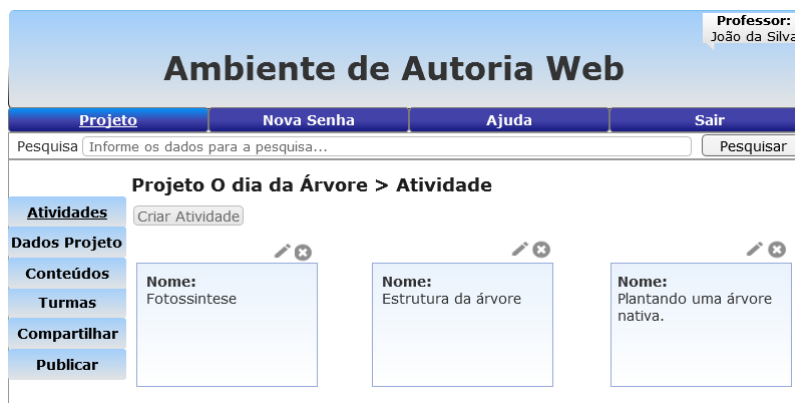 Professor:
João da Silva
Ambiente de Autoria Web
Projeto Nova Senha Ajuda Sair
Pesquisa Informe os dados para a pesquisa... Pesquisar
Projeto O dia da Árvore > Atividade
Atividades Criar Atividade
Dados Projeto
Conteúdos
Turmas
Compartilhar
Publicar
Nome:
Fotossintese
Nome:
Estrutura da árvore
Nome:
Plantando uma árvore
nativa.